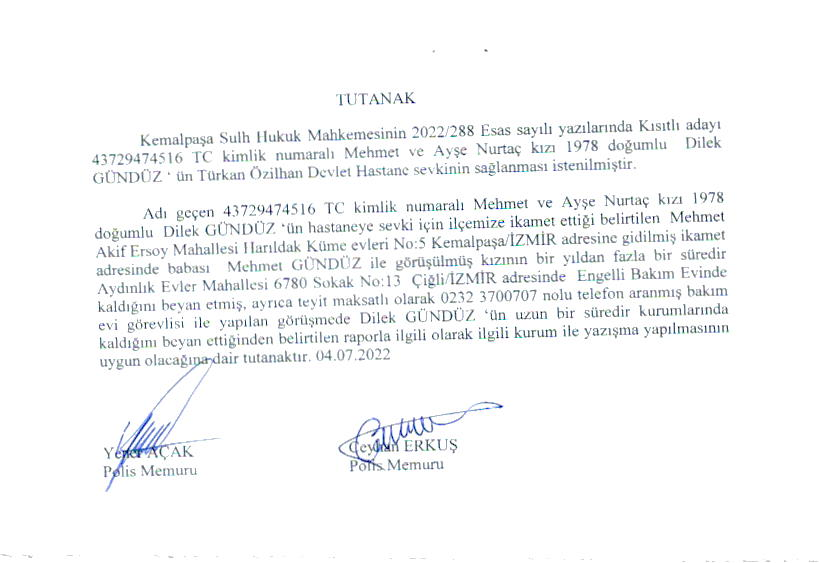 TUTANAK
Kemalpaşa Sulh Hukuk Mahkemesinin 2022/288 Esas sayılı yazılarında Kısıtlı adayı
43729474516 TC kimlik numaralı Mehmet ve Ayşe Nurtaç kızı 1978 doğumlu Dilek
GÜNDÜZ ‘ ün Türkan Özilhan Devlet Hastane sevkinin sağlanması istenilmiştir.
Adı geçen 43729474516 TC kimlik numaralı Mehmet ve Ayşe Nurtaç kızı 1978
doğumlu Dilek GÜNDÜZ ‘ün hastaneye sevki için ilçemize ikamet ettiği belirtilen Mehmet
Akif Ersoy Mahallesi Harıldak Küme evleri No:5 Kemalpaşa/İZMİR adresine gidilmiş ikamet
adresinde babası Mehmet GÜNDÜZ ile görüşülmüş kızının bir yıldan fazla bir süredir
Aydınlık Evler Mahallesi 6780 Sokak No:13 Çiğli/İZMİR adresinde Engelli Bakım Evinde
kaldığını beyan etmiş, ayrıca teyit maksatlı olarak 0232 3700707 nolu telefon aranmış bakım
evi görevlisi ile yapılan görüşmede Dilek GÜNDÜZ ‘ün uzun bir süredir kurumlarında
kaldığını beyan ettiğinden belirtilen raporla ilgili olarak ilgili kurum ile yazışma yapılmasının
uygun olacağına dair tutanaktır. 04.07.2022
Yener AÇAK
Polis Memuru
Ceyhan ERKUŞ
Polis Memuru